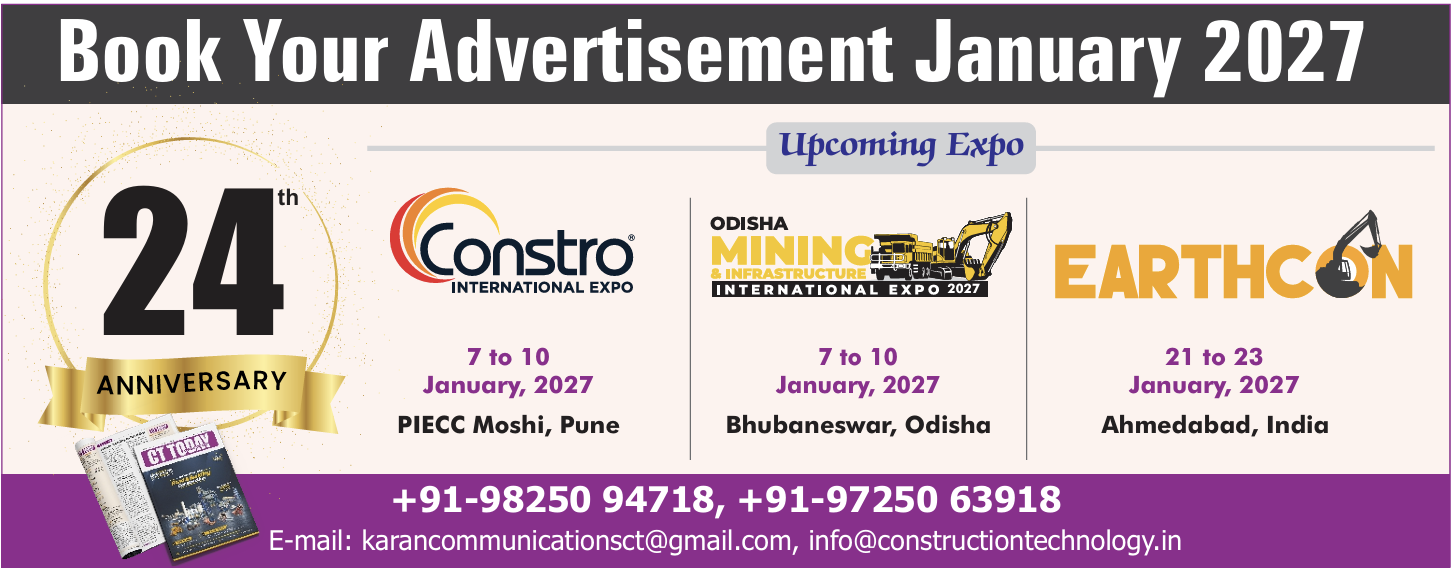 Book Your Advertisement January 2027
24th
ANNIVERSARY
CT TODAY
Upcoming Expo
Constro®
INTERNATIONAL EXPO
7 to 10
January, 2027
PIECC Moshi, Pune
ODISHA
MINING
& INFRASTRUCTURE
INTERNATIONAL EXPO 2027
7 to 10
January, 2027
Bhubaneswar, Odisha
EARTHCON
21 to 23
January, 2027
Ahmedabad, India
+91-98250 94718, +91-97250 63918
E-mail: karancommunicationsct@gmail.com, info@constructiontechnology.in